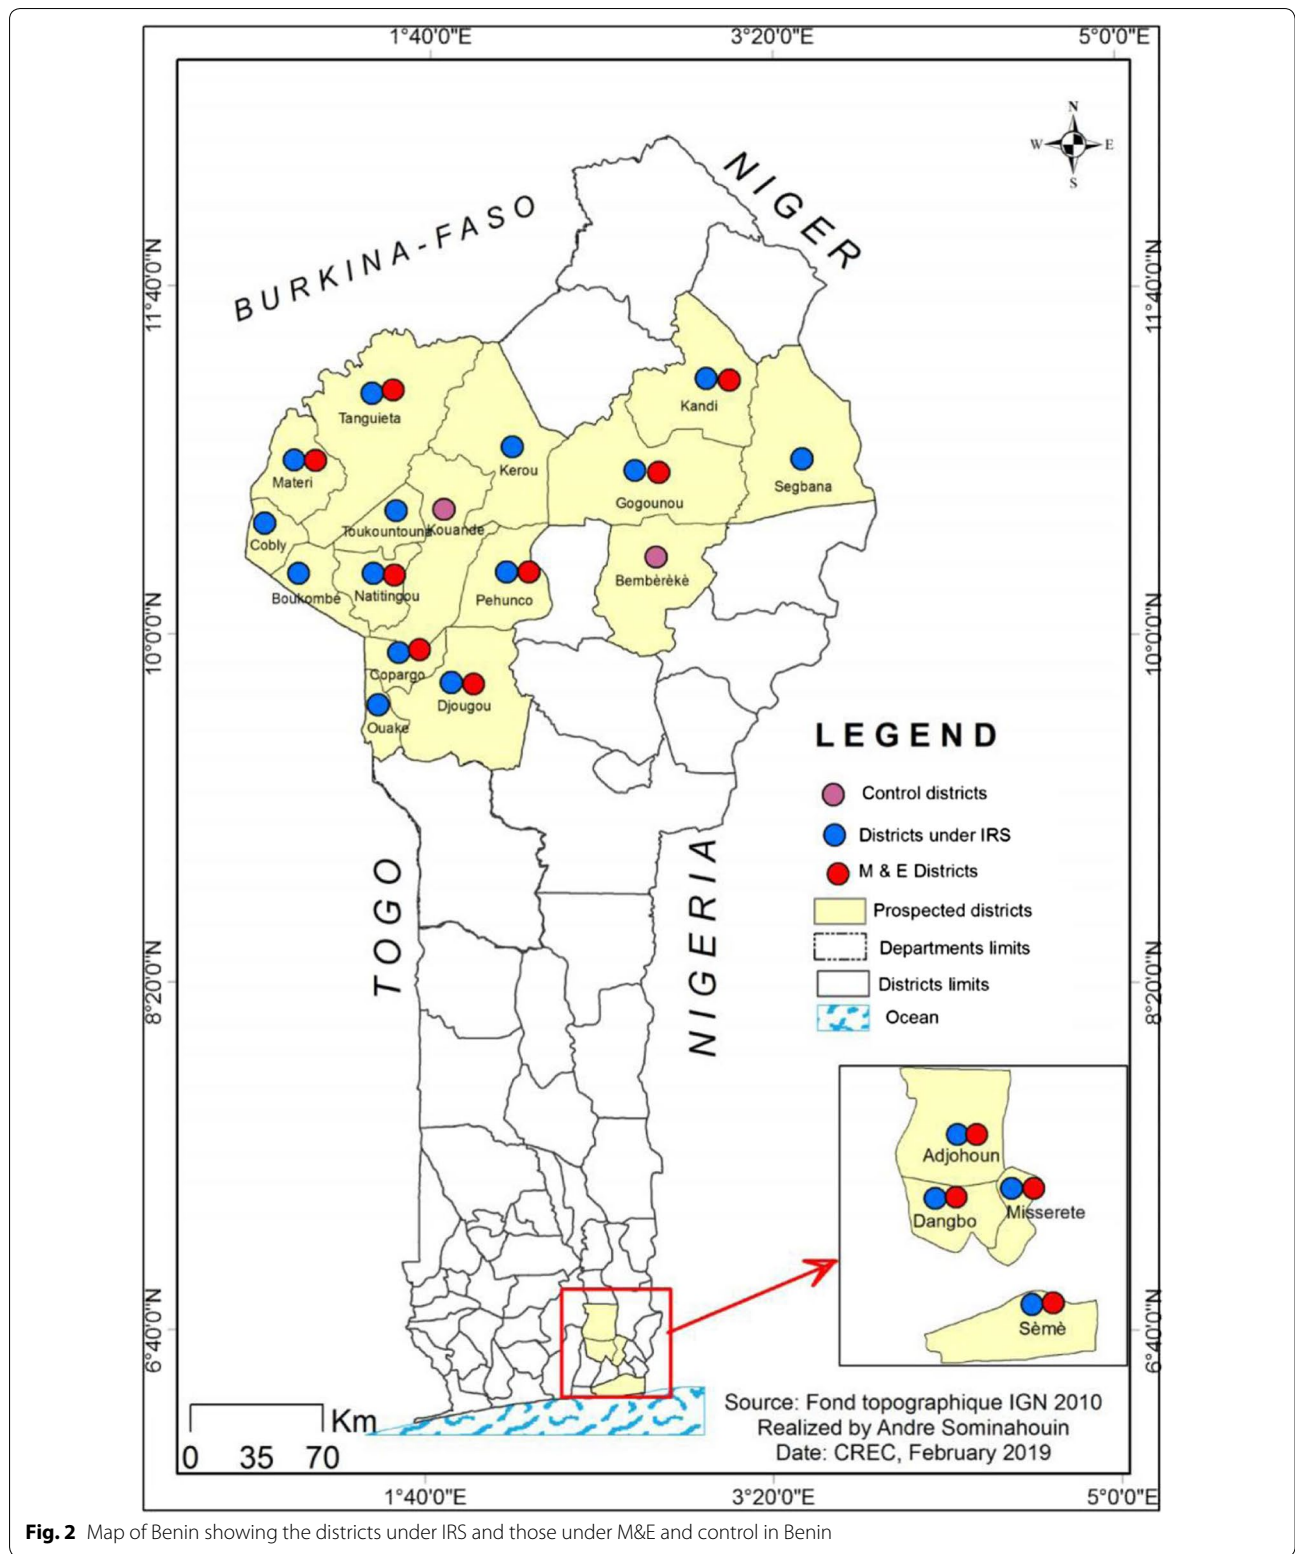 1°40'0"E 3°20'0"E 5°0'0"E
N
W E
S
NIGER
BURKINA-FASO
11°40'0"N 11°40'0"N
Kandi
Tanguieta
Kerou
Segbana
Materi
Gogounou
Toukountouna Kouande
Cobly
Bembèrèkè
Boukombé Natitingou Pehunco
10°0'0"N 10°0'0"N
Copargo
Djougou
Ouake
LEGEND
Control districts
Districts under IRS
M & E Districts
Prospected districts
Departments limits
Districts limits
Ocean
TOGO
NIGERIA
8°20'0"N 8°20'0"N
Adjohoun
Dangbo Misserete
Sèmè
6°40'0"N 6°40'0"N
Km
0 35 70
Source: Fond topographique IGN 2010
Realized by Andre Sominahouin
Date: CREC, February 2019
1°40'0"E 3°20'0"E 5°0'0"E
Fig. 2 Map of Benin showing the districts under IRS and those under M&E and control in Benin